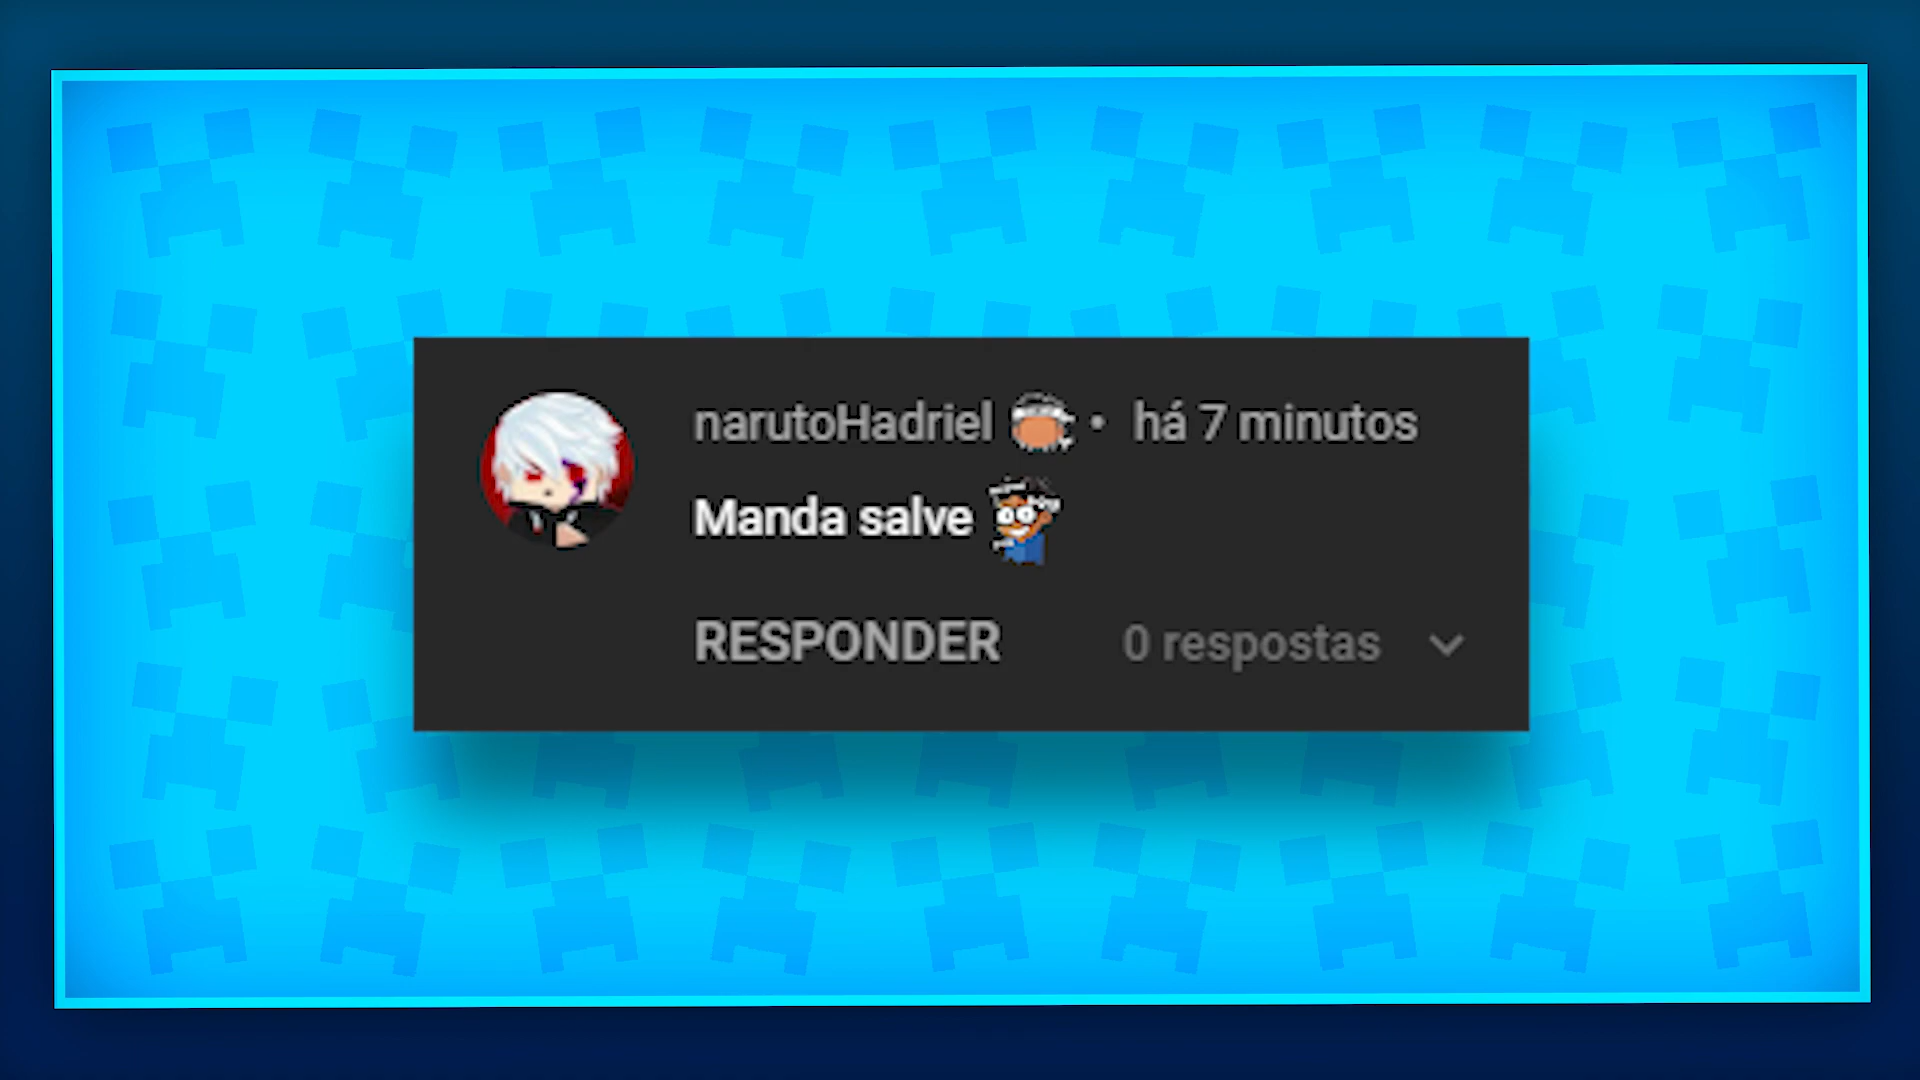 narutoHadriel • há 7 minutos
Manda salve
RESPONDER 0 respostas